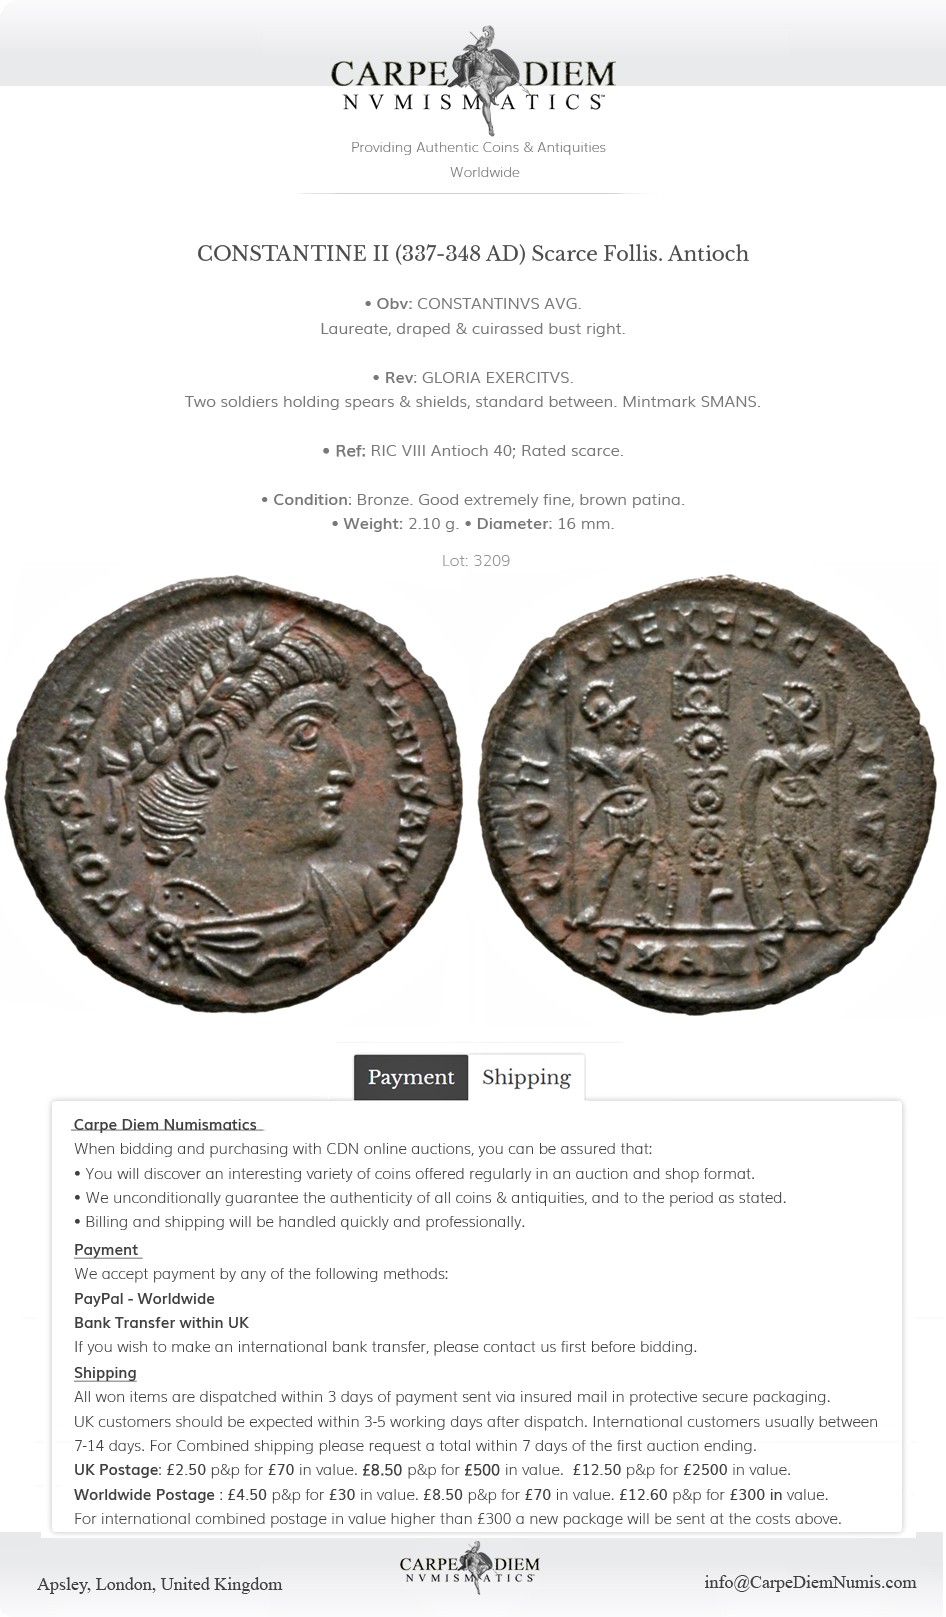 CARPE DIEM
NVMISMATICS™
Providing Authentic Coins & Antiquities
Worldwide
CONSTANTINE II (337-348 AD) Scarce Follis. Antioch
• Obv: CONSTANTINVS AVG.
Laureate, draped & cuirassed bust right.
• Rev: GLORIA EXERCITVS.
Two soldiers holding spears & shields, standard between. Mintmark SMANS.
• Ref: RIC VIII Antioch 40; Rated scarce.
• Condition: Bronze. Good extremely fine, brown patina.
• Weight: 2.10 g. • Diameter: 16 mm.
Lot: 3209
SMANS
Payment Shipping
Carpe Diem Numismatics
When bidding and purchasing with CDN online auctions, you can be assured that:
• You will discover an interesting variety of coins offered regularly in an auction and shop format.
• We unconditionally guarantee the authenticity of all coins & antiquities, and to the period as stated.
• Billing and shipping will be handled quickly and professionally.
Payment
We accept payment by any of the following methods:
PayPal - Worldwide
Bank Transfer within UK
If you wish to make an international bank transfer, please contact us first before bidding.
Shipping
All won items are dispatched within 3 days of payment sent via insured mail in protective secure packaging.
UK customers should be expected within 3-5 working days after dispatch. International customers usually between
7-14 days. For Combined shipping please request a total within 7 days of the first auction ending.
UK Postage: £2.50 p&p for £70 in value. £8.50 p&p for £500 in value. £12.50 p&p for £2500 in value.
Worldwide Postage : £4.50 p&p for £30 in value. £8.50 p&p for £70 in value. £12.60 p&p for £300 in value.
For international combined postage in value higher than £300 a new package will be sent at the costs above.
CARPE DIEM
NVMISMATICS™
Apsley, London, United Kingdom
info@CarpeDiemNumis.com